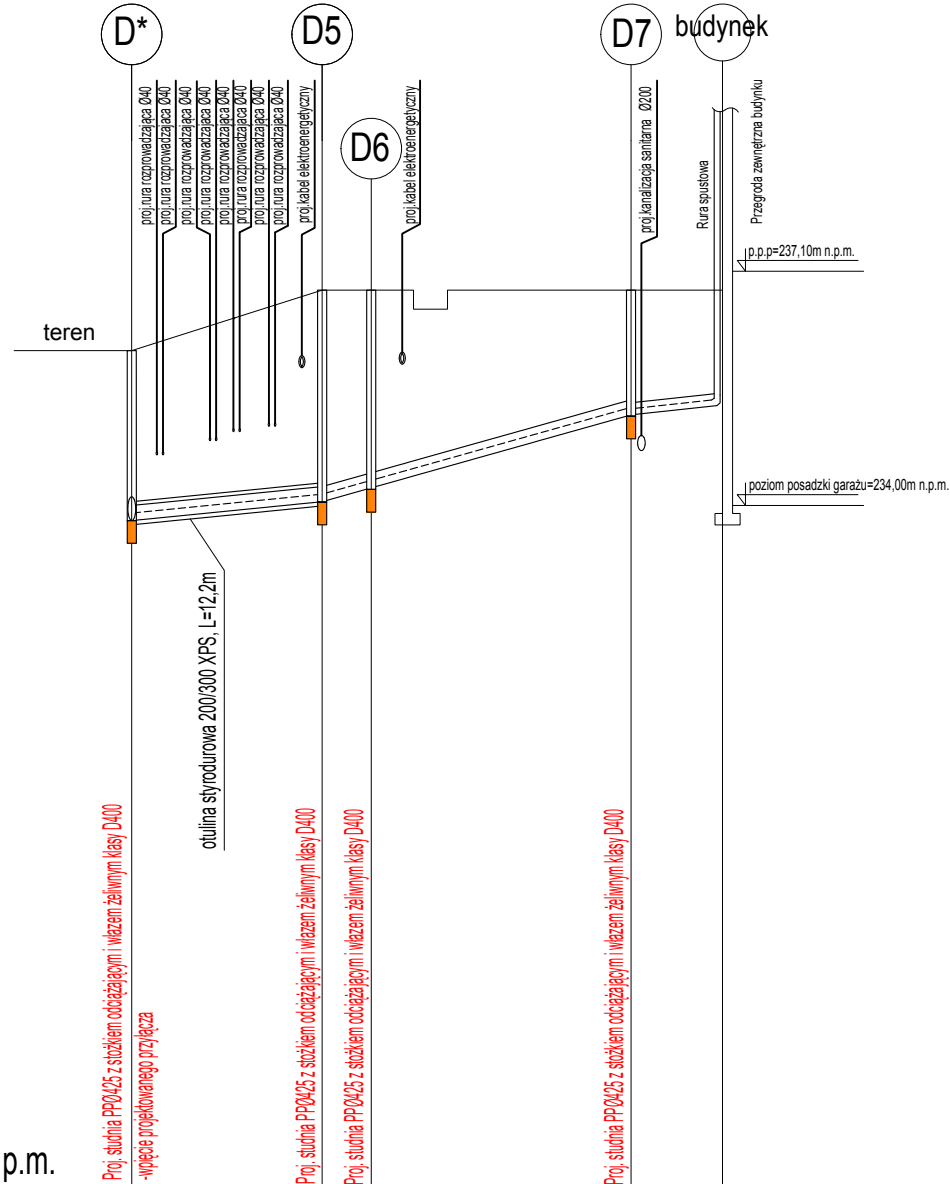 D*
D5
D7
budynek
D6
proj.rura rozprowadzająca Ø40
proj.rura rozprowadzająca Ø40
proj.rura rozprowadzająca Ø40
proj.rura rozprowadzająca Ø40
proj.rura rozprowadzająca Ø40
proj.rura rozprowadzająca Ø40
proj.rura rozprowadzająca Ø40
proj.kabel elektroenergetyczny
proj.kabel elektroenergetyczny
proj.kanalizacja sanitarna Ø200
Rura spustowa
Przegroda zewnętrzna budynku
p.p.p=237,10m n.p.m.
teren
poziom posadzki garażu=234,00m n.p.m.
otulina styrodurowa 200/300 XPS, L=12,2m
Proj. studnia PPØ425 z stożkiem odciążającym i włazem żeliwnym klasy D400
-wpięcie projektowanego przyłącza
Proj. studnia PPØ425 z stożkiem odciążającym i włazem żeliwnym klasy D400
Proj. studnia PPØ425 z stożkiem odciążającym i włazem żeliwnym klasy D400
Proj. studnia PPØ425 z stożkiem odciążającym i włazem żeliwnym klasy D400
p.m.